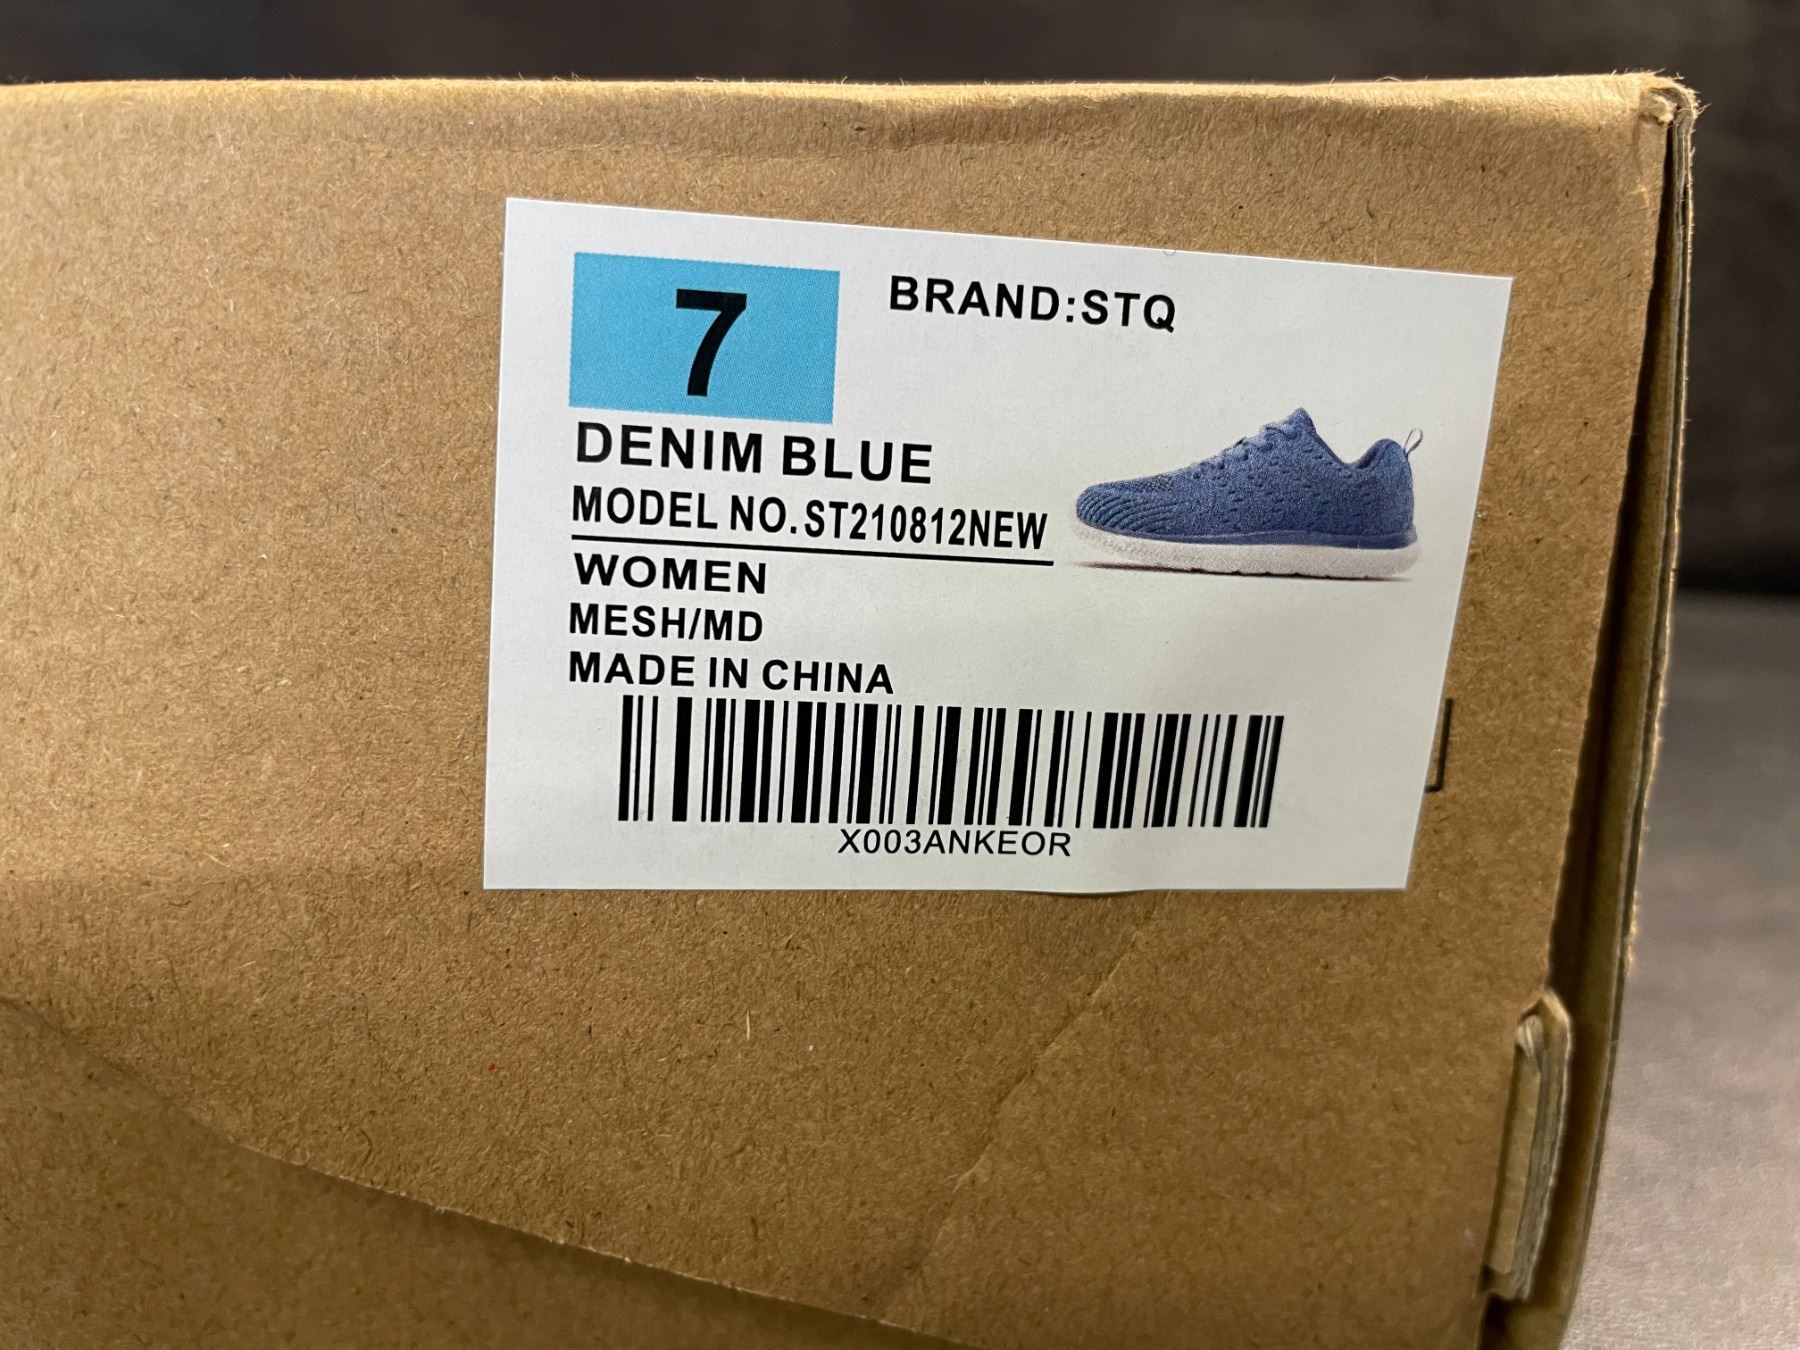 7
BRAND:STQ
DENIM BLUE
MODEL NO.ST210812NEW
WOMEN
MESH/MD
MADE IN CHINA
X003ANKEOR